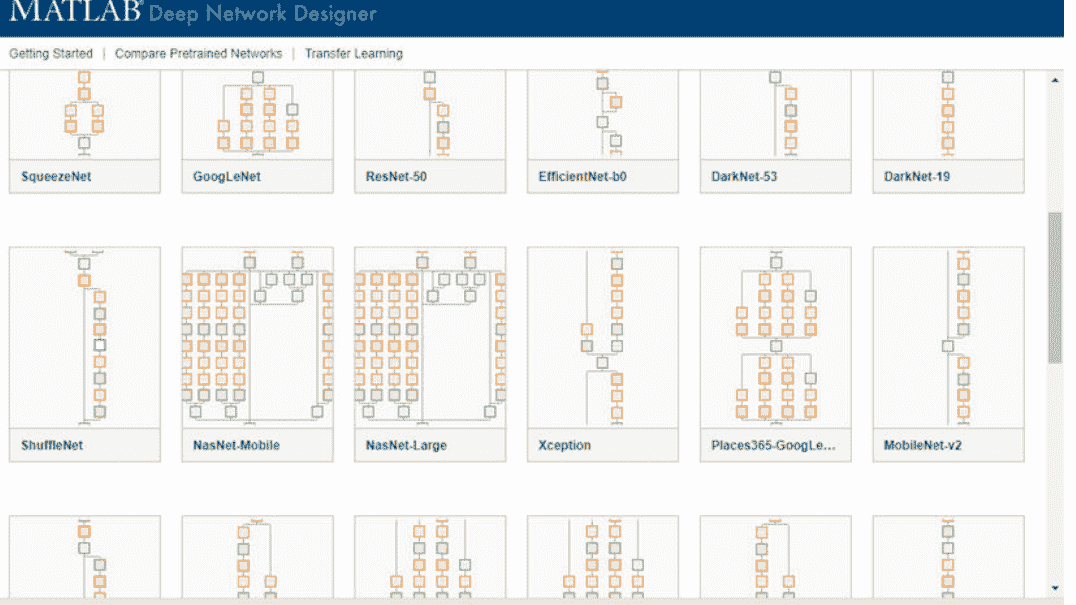 MATLAB® Deep Network Designer
Getting Started | Compare Pretrained Networks | Transfer Learning
SqueezeNet GoogLeNet ResNet-50 EfficientNet-b0 DarkNet-53 DarkNet-19
ShuffleNet NasNet-Mobile NasNet-Large Xception Places365-GoogLe... MobileNet-v2